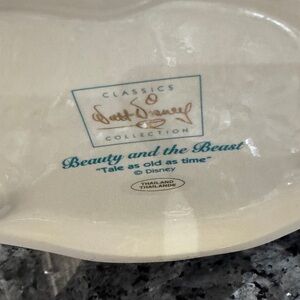 CLASSICS
Walt Disney
COLLECTION
Beauty and the Beast
"Tale as old as time"
© Disney
THAILAND
THAILANDE